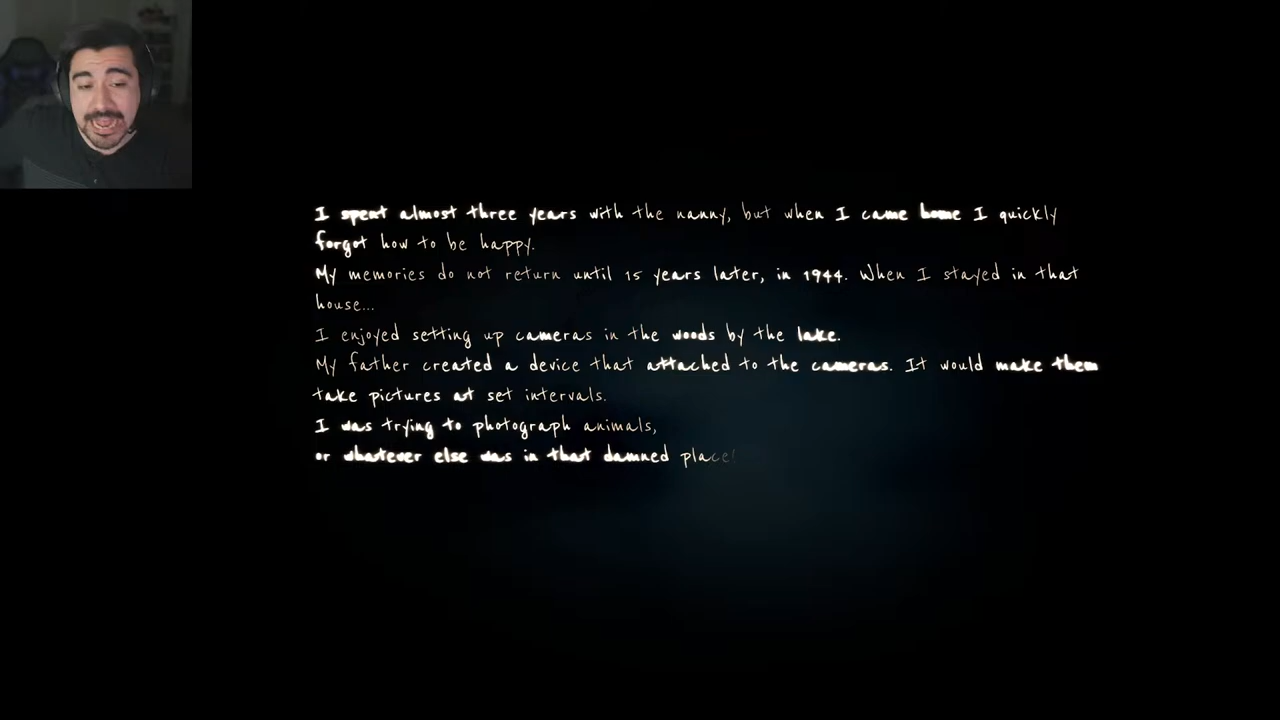 I spent almost three years with the nanny, but when I came home I quickly
forgot how to be happy.
My memories do not return until 15 years later, in 1944. When I stayed in that
house...
I enjoyed setting up cameras in the woods by the lake.
My father created a device that attached to the cameras. It would make them
take pictures at set intervals.
I was trying to photograph animals,
or whatever else was in that damned place!